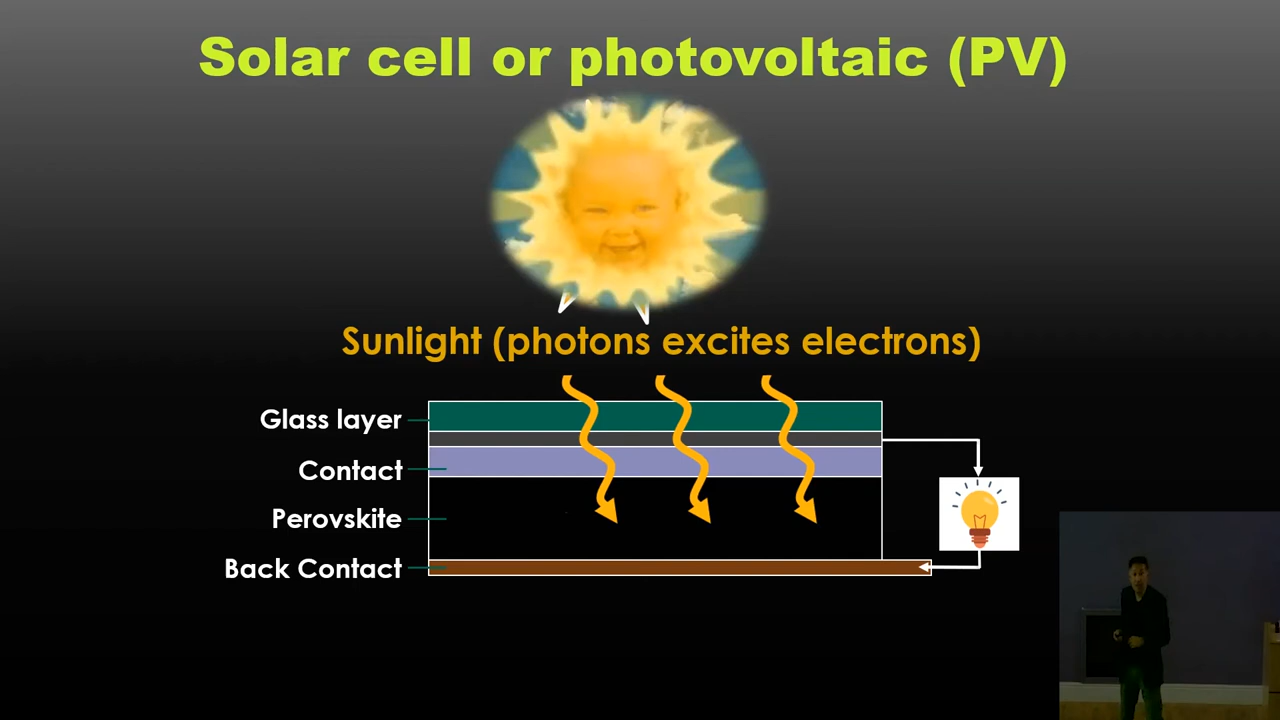 Solar cell or photovoltaic (PV)
Sunlight (photons excites electrons)
Glass layer
Contact
Perovskite
Back Contact